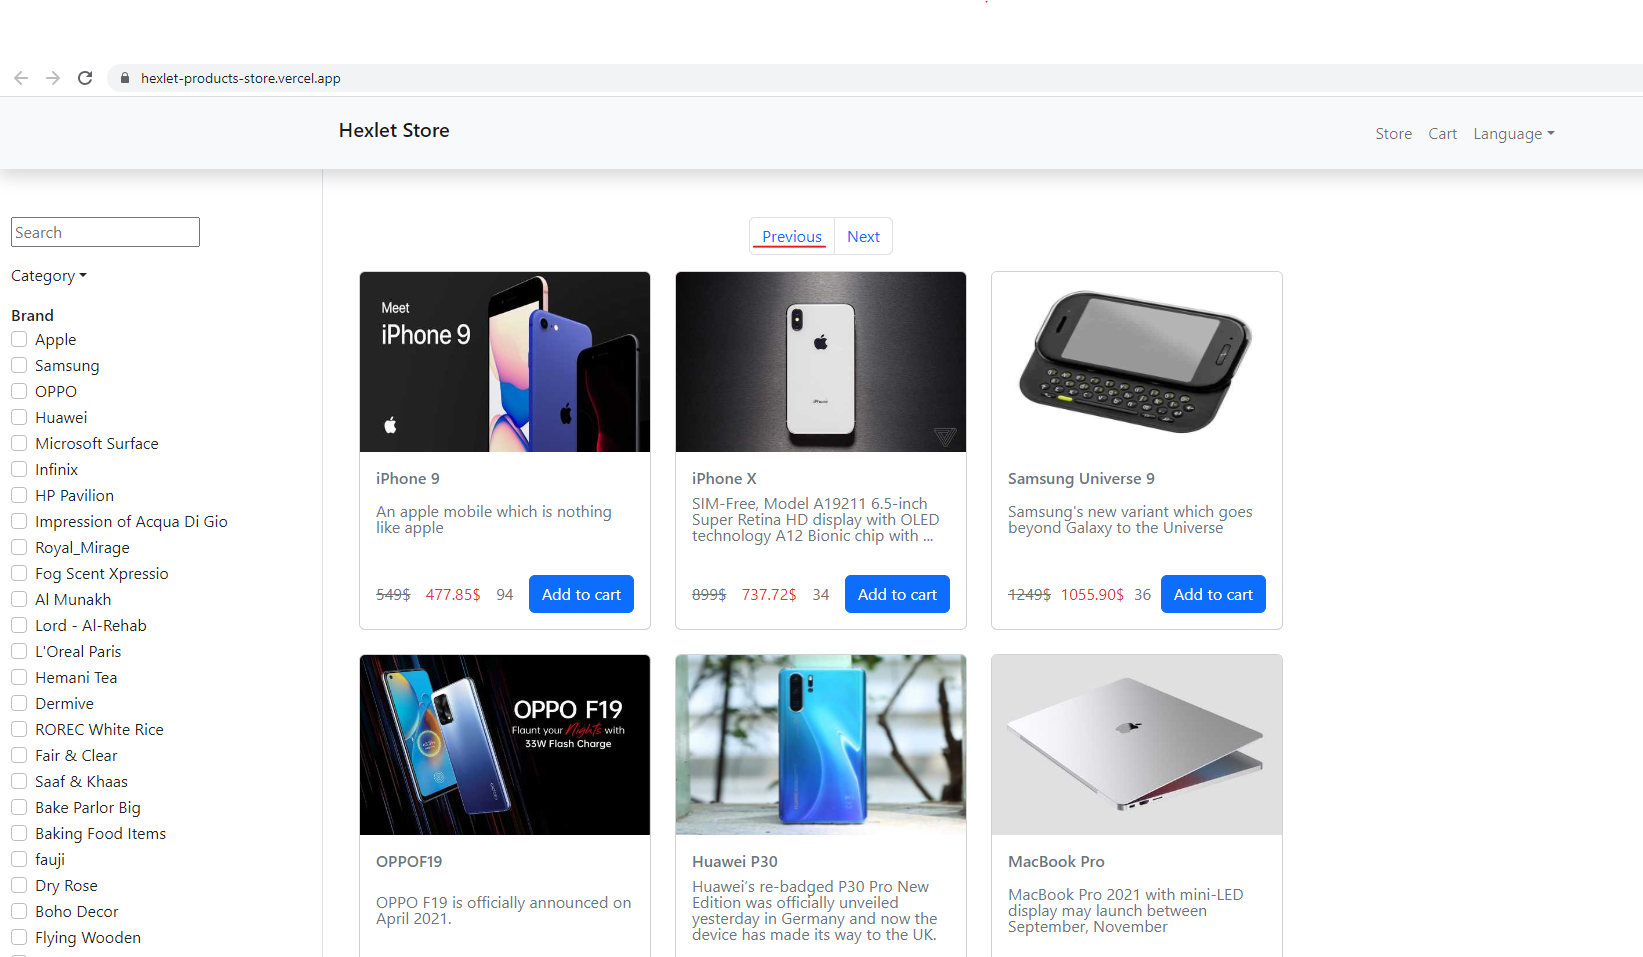 hexlet-products-store.vercel.app
Hexlet Store
Store Cart Language
Search
Category
Brand
Apple
Samsung
OPPO
Huawei
Microsoft Surface
Infinix
HP Pavilion
Impression of Acqua Di Gio
Royal_Mirage
Fog Scent Xpressio
Al Munakh
Lord - Al-Rehab
L'Oreal Paris
Hemani Tea
Dermive
ROREC White Rice
Fair & Clear
Saaf & Khaas
Bake Parlor Big
Baking Food Items
fauji
Dry Rose
Boho Decor
Flying Wooden
Previous Next
Meet
iPhone 9
iPhone 9
An apple mobile which is nothing
like apple
549$ 477.85$ 94 Add to cart
iPhone
iPhone X
SIM-Free, Model A19211 6.5-inch
Super Retina HD display with OLED
technology A12 Bionic chip with ...
899$ 737.72$ 34 Add to cart
Samsung Universe 9
Samsung's new variant which goes
beyond Galaxy to the Universe
1249$ 1055.90$ 36 Add to cart
OPPO F19
Flaunt your Nights with
33W Flash Charge
OPPOF19
OPPO F19 is officially announced on
April 2021.
Huawei P30
Huawei’s re-badged P30 Pro New
Edition was officially unveiled
yesterday in Germany and now the
device has made its way to the UK.
MacBook Pro
MacBook Pro 2021 with mini-LED
display may launch between
September, November